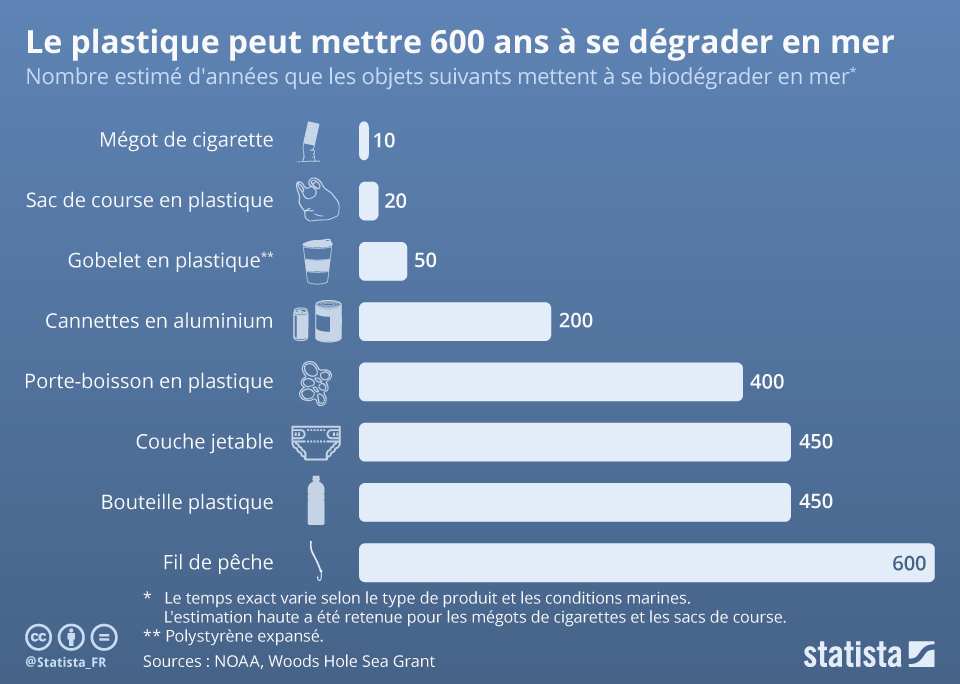 Le plastique peut mettre 600 ans à se dégrader en mer
Nombre estimé d'années que les objets suivants mettent à se biodégrader en mer*
Mégot de cigarette 10
Sac de course en plastique 20
Gobelet en plastique** 50
Cannettes en aluminium 200
Porte-boisson en plastique 400
Couche jetable 450
Bouteille plastique 450
Fil de pêche 600
* Le temps exact varie selon le type de produit et les conditions marines.
L'estimation haute a été retenue pour les mégots de cigarettes et les sacs de course.
** Polystyrène expansé.
Sources : NOAA, Woods Hole Sea Grant
cc
@Statista_FR
statista